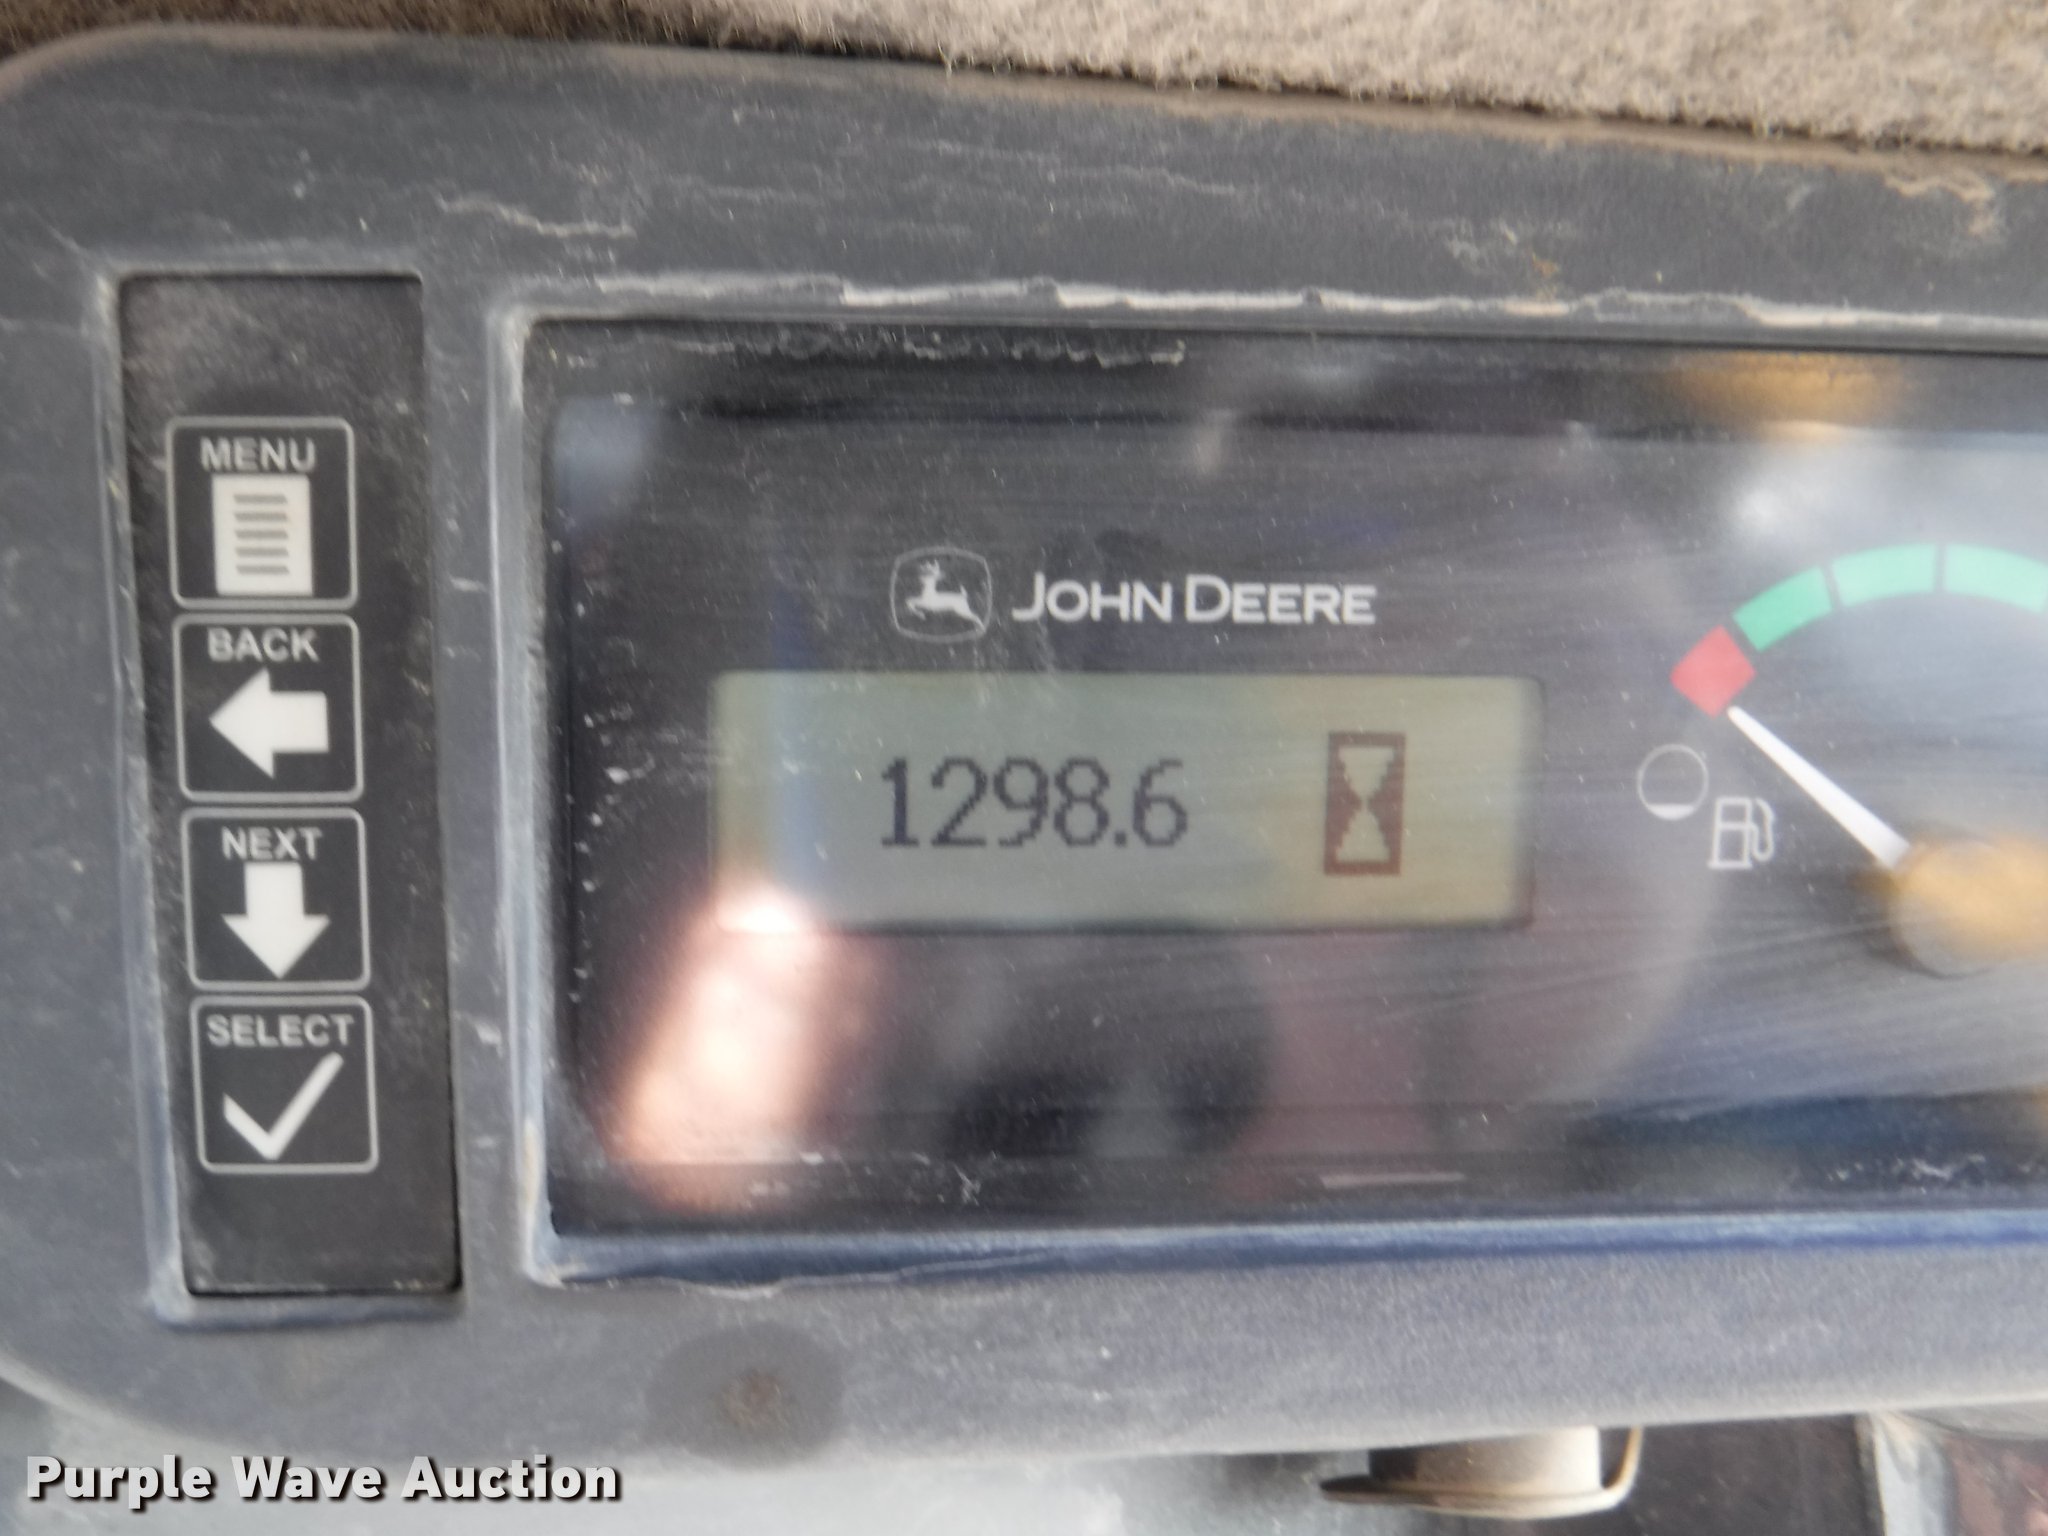 MENU
BACK
NEXT
SELECT
JOHN DEERE
1298.6
Purple Wave Auction